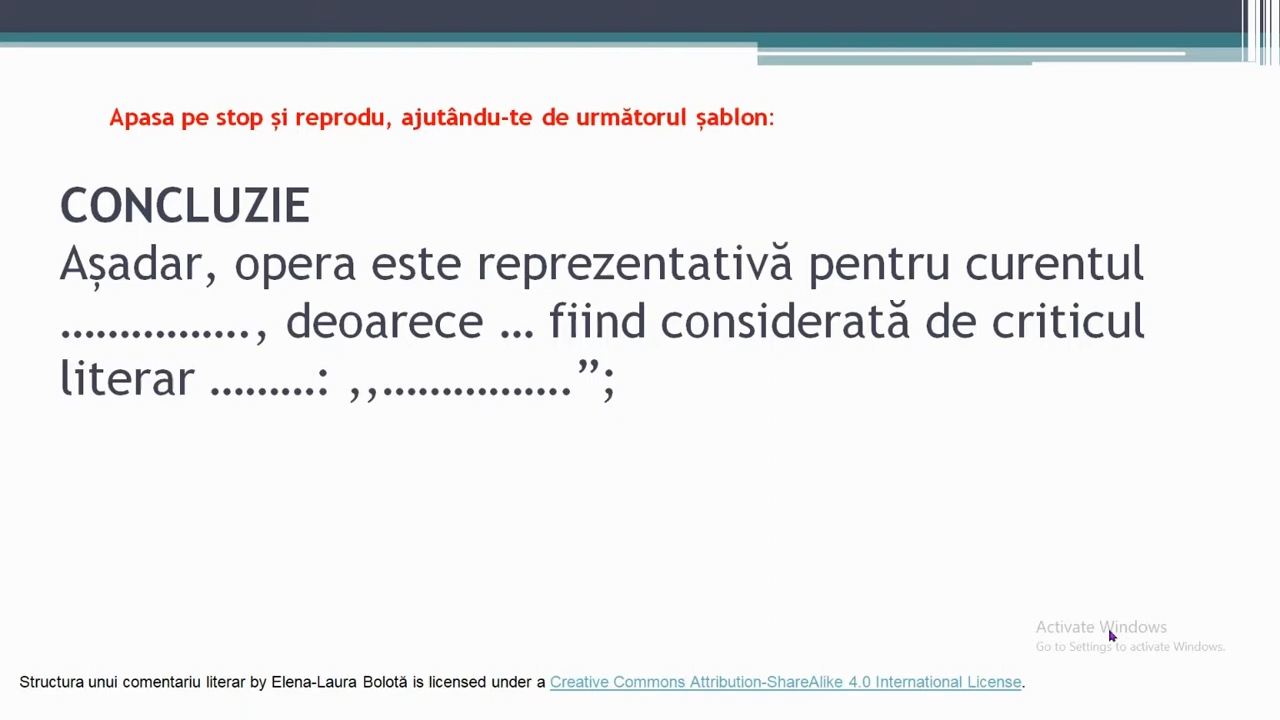 Apasa pe stop și reprodu, ajutându-te de următorul șablon:
CONCLUZIE
Așadar, opera este reprezentativă pentru curentul
……………., deoarece … fiind considerată de criticul
literar ………: ,,…………….”;
Activate Windows
Go to Settings to activate Windows.
Structura unui comentariu literar by Elena-Laura Bolotă is licensed under a Creative Commons Attribution-ShareAlike 4.0 International License.